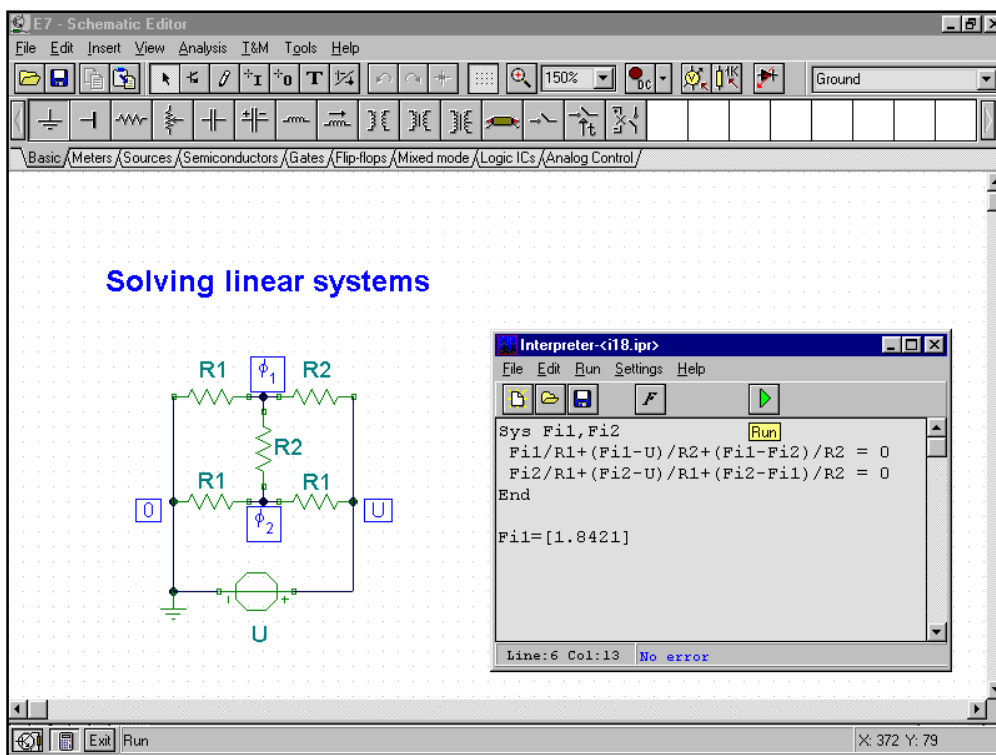 E7 - Schematic Editor
File Edit Insert View Analysis T&M Tools Help
T 150% DC 1K Ground
Basic Meters Sources Semiconductors Gates Flip-flops Mixed mode Logic ICs Analog Control
Solving linear systems
R1 ϕ1 R2
R2
R1 R1
0 ϕ2 U
- +
U
Interpreter-<i18.ipr>
File Edit Run Settings Help
F
Sys Fi1,Fi2 Run
Fi1/R1+(Fi1-U)/R2+(Fi1-Fi2)/R2 = 0
Fi2/R1+(Fi2-U)/R1+(Fi2-Fi1)/R2 = 0
End
Fi1=[1.8421]
Line:6 Col:13 No error
Exit Run X: 372 Y: 79